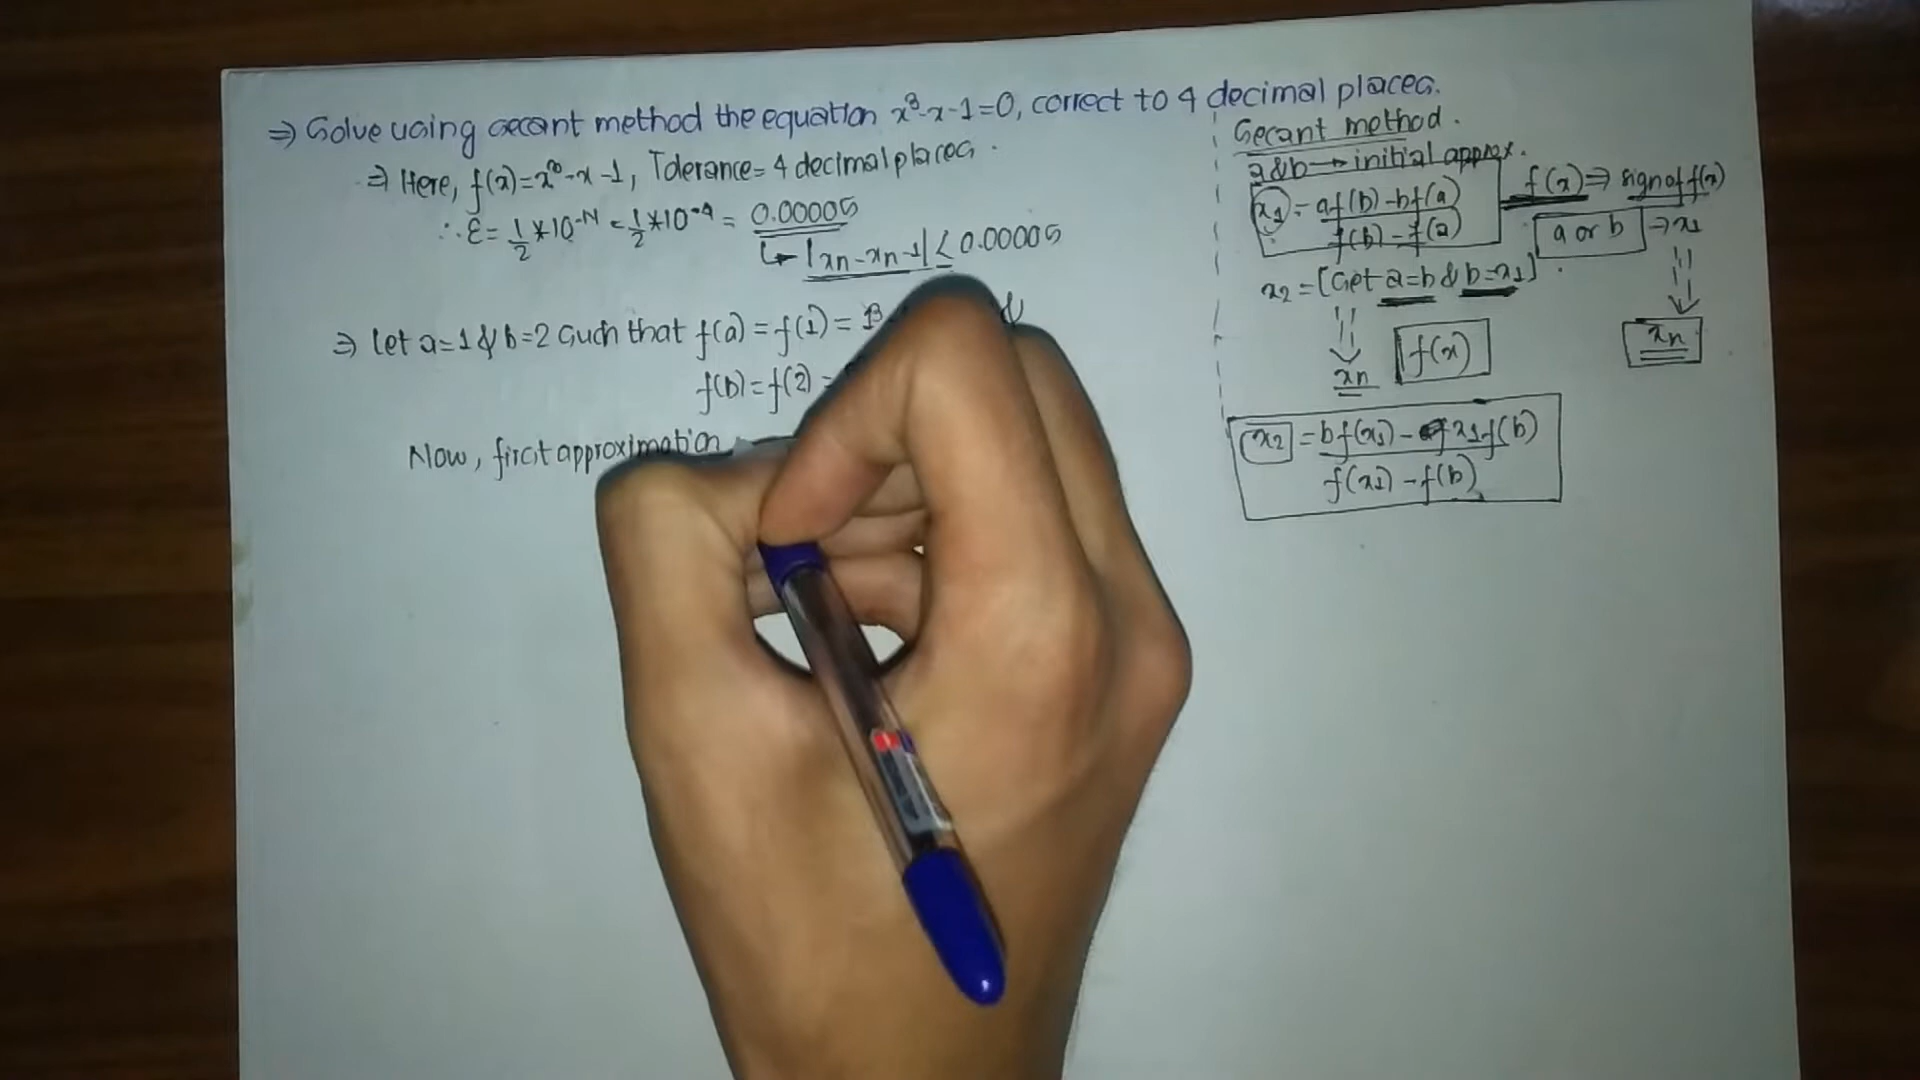 ⇒ Solve using secant method the equation x³-x-1=0, correct to 4 decimal places.
⇒ Here, f(x)=x³-x-1, Tolerance= 4 decimal places.
∴ ε= 1/2 *10^-N = 1/2 *10^-4 = 0.00005
↳ |xn-xn-1| ≤ 0.00005
⇒ Let a=1 & b=2 such that f(a)=f(1)= 1³ &
f(b)=f(2)=
Now, first approximation
Secant method.
a&b→initial approx.
x1 = af(b)-bf(a) / f(b)-f(a)
f(x)⇒ sign of f(x)
a or b ⇒ x1
x2 = [Set a=b & b=x1]
xn
f(x)
xn
x2 = bf(x1) - x1f(b) / f(x1)-f(b)